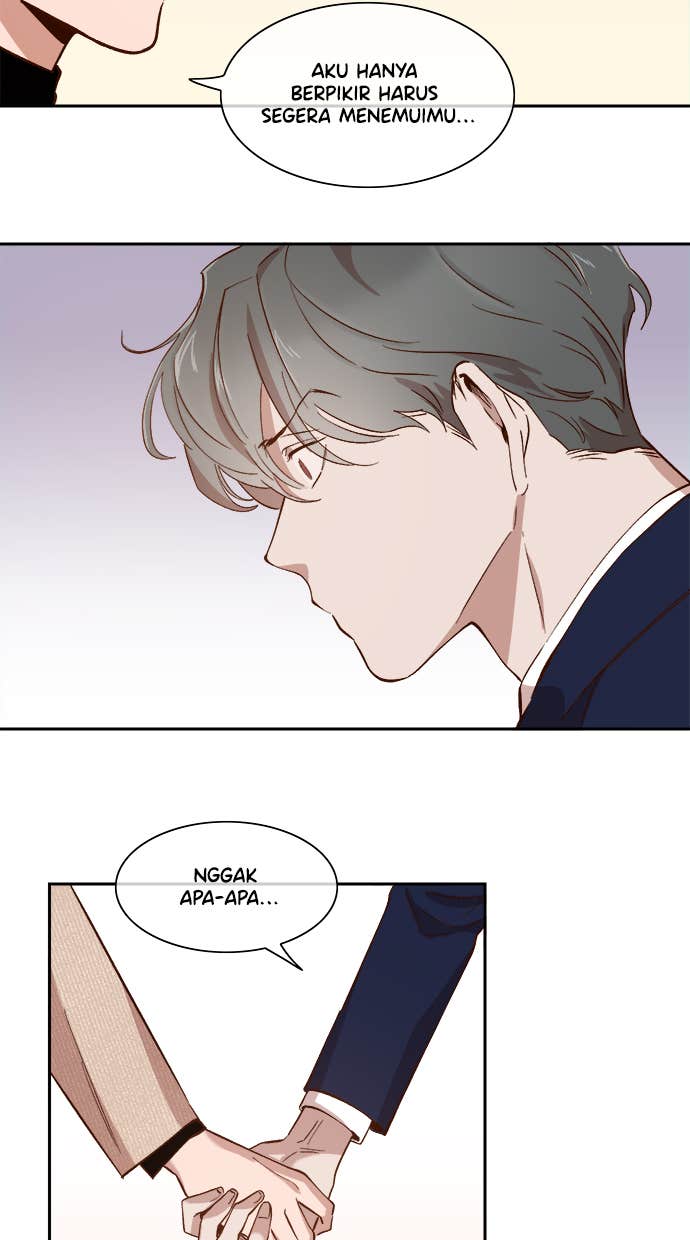 AKU HANYA
BERPIKIR HARUS
SEGERA MENEMUIMU...
NGGAK
APA-APA...